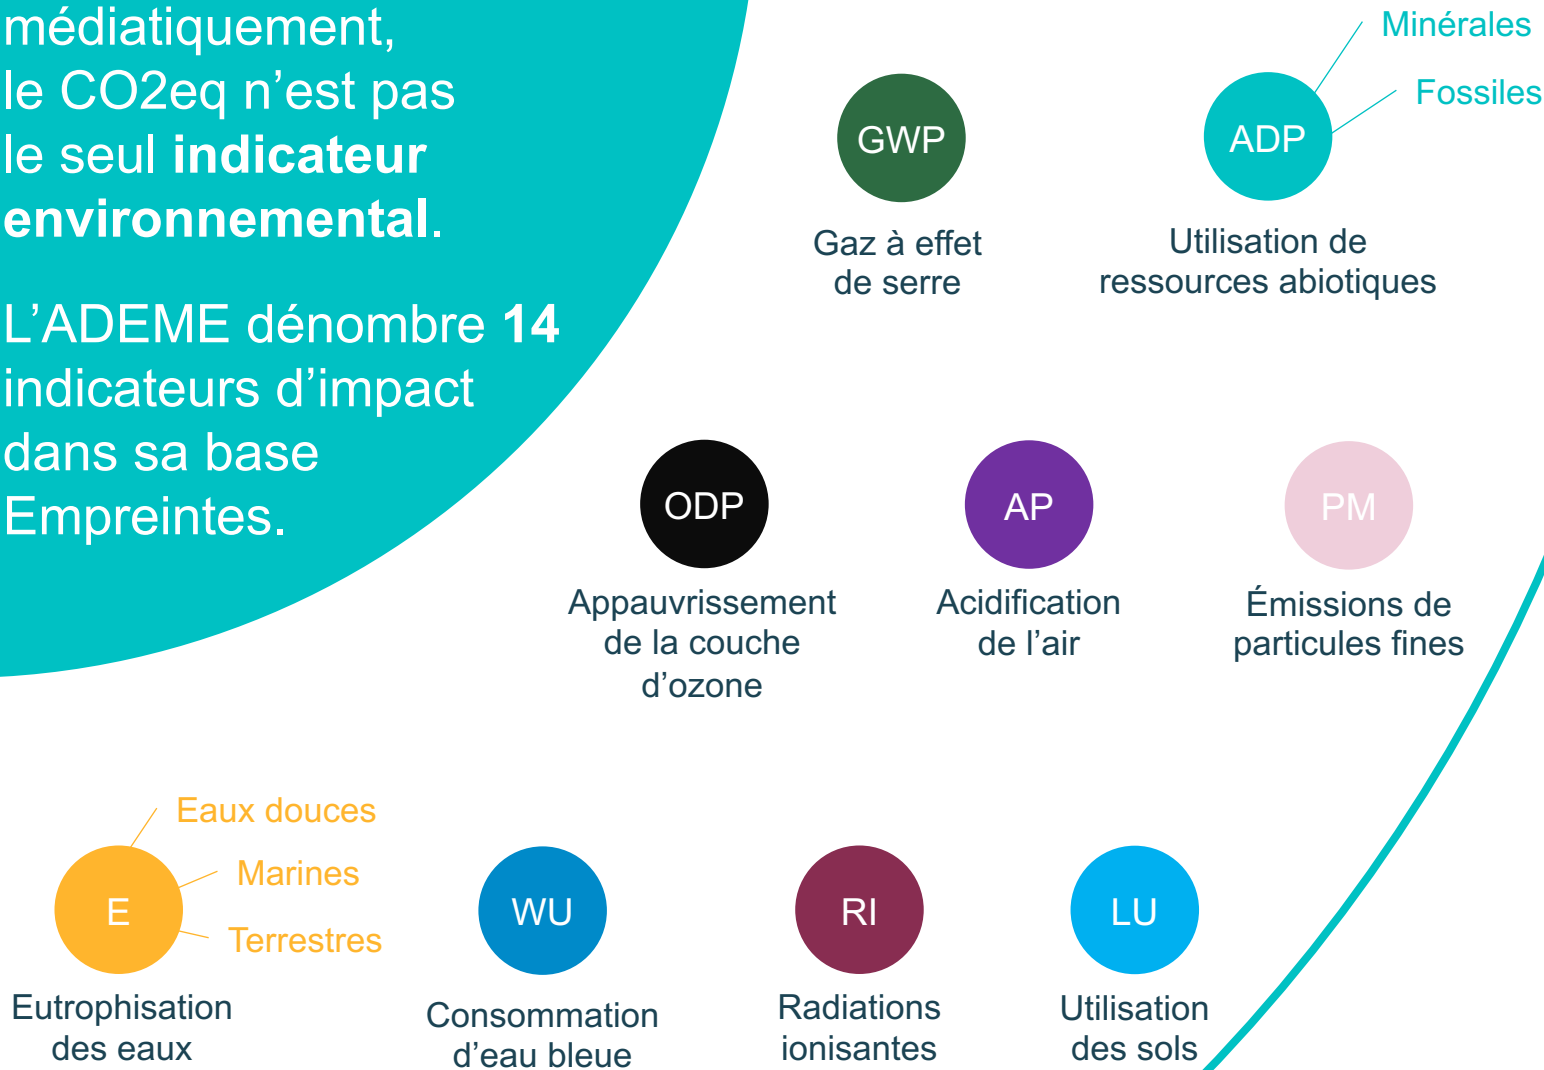 médiatiquement,
le CO2eq n’est pas
le seul indicateur
environnemental.
L’ADEME dénombre 14
indicateurs d’impact
dans sa base
Empreintes.
GWP
Gaz à effet
de serre
ADP
Minérales
Fossiles
Utilisation de
ressources abiotiques
ODP
Appauvrissement
de la couche
d’ozone
AP
Acidification
de l’air
PM
Émissions de
particules fines
E
Eaux douces
Marines
Terrestres
Eutrophisation
des eaux
WU
Consommation
d’eau bleue
RI
Radiations
ionisantes
LU
Utilisation
des sols